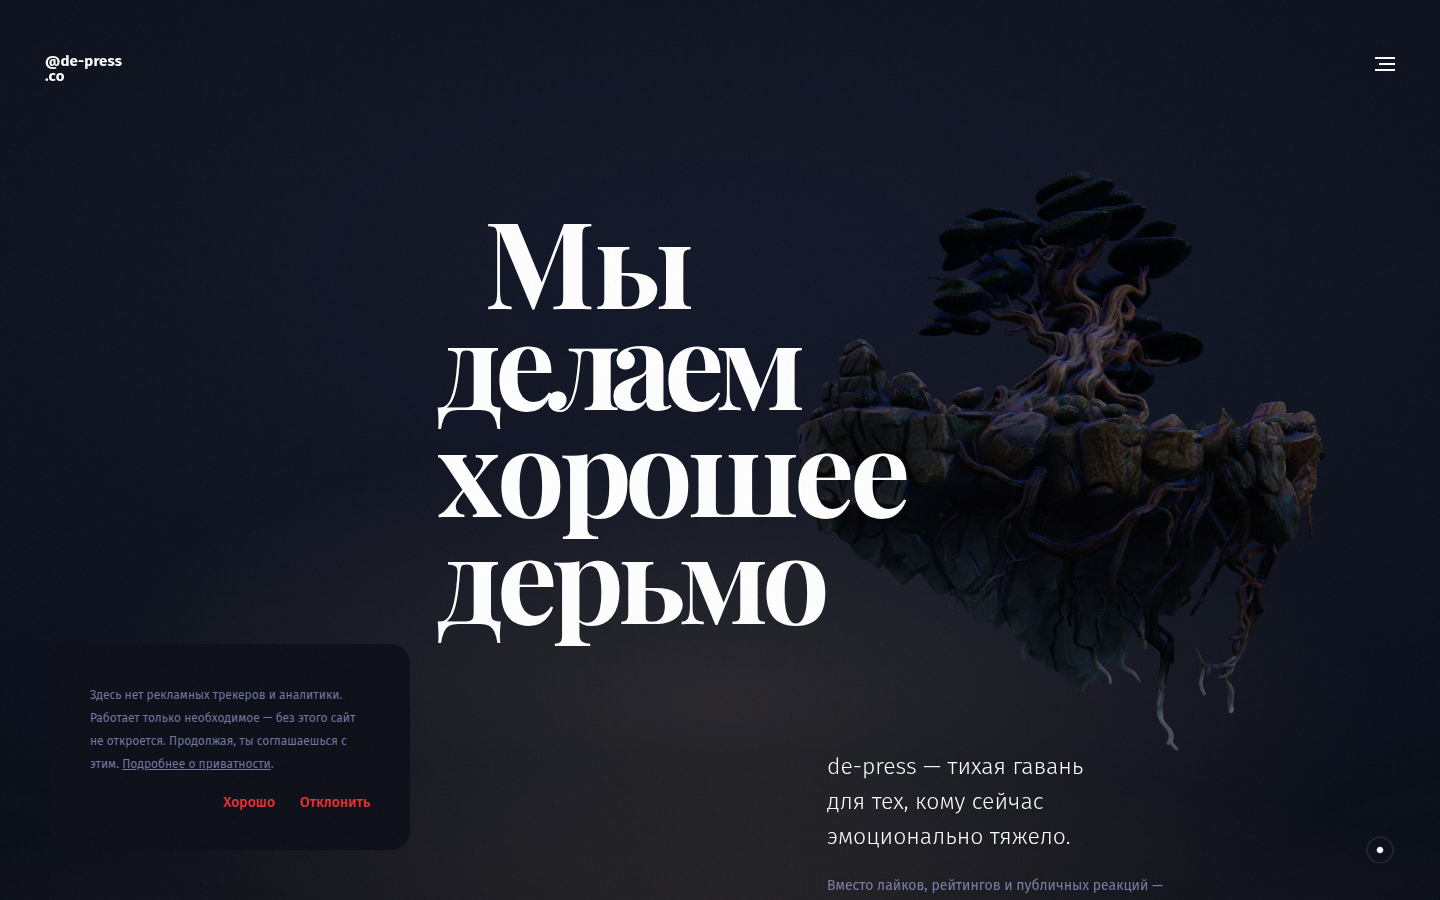 @de-press
.co
Мы
делаем
хорошее
дерьмо
Здесь нет рекламных трекеров и аналитики.
Работает только необходимое — без этого сайт
не откроется. Продолжая, ты соглашаешься с
этим. Подробнее о приватности.
Хорошо Отклонить
de-press — тихая гавань
для тех, кому сейчас
эмоционально тяжело.
Вместо лайков, рейтингов и публичных реакций —